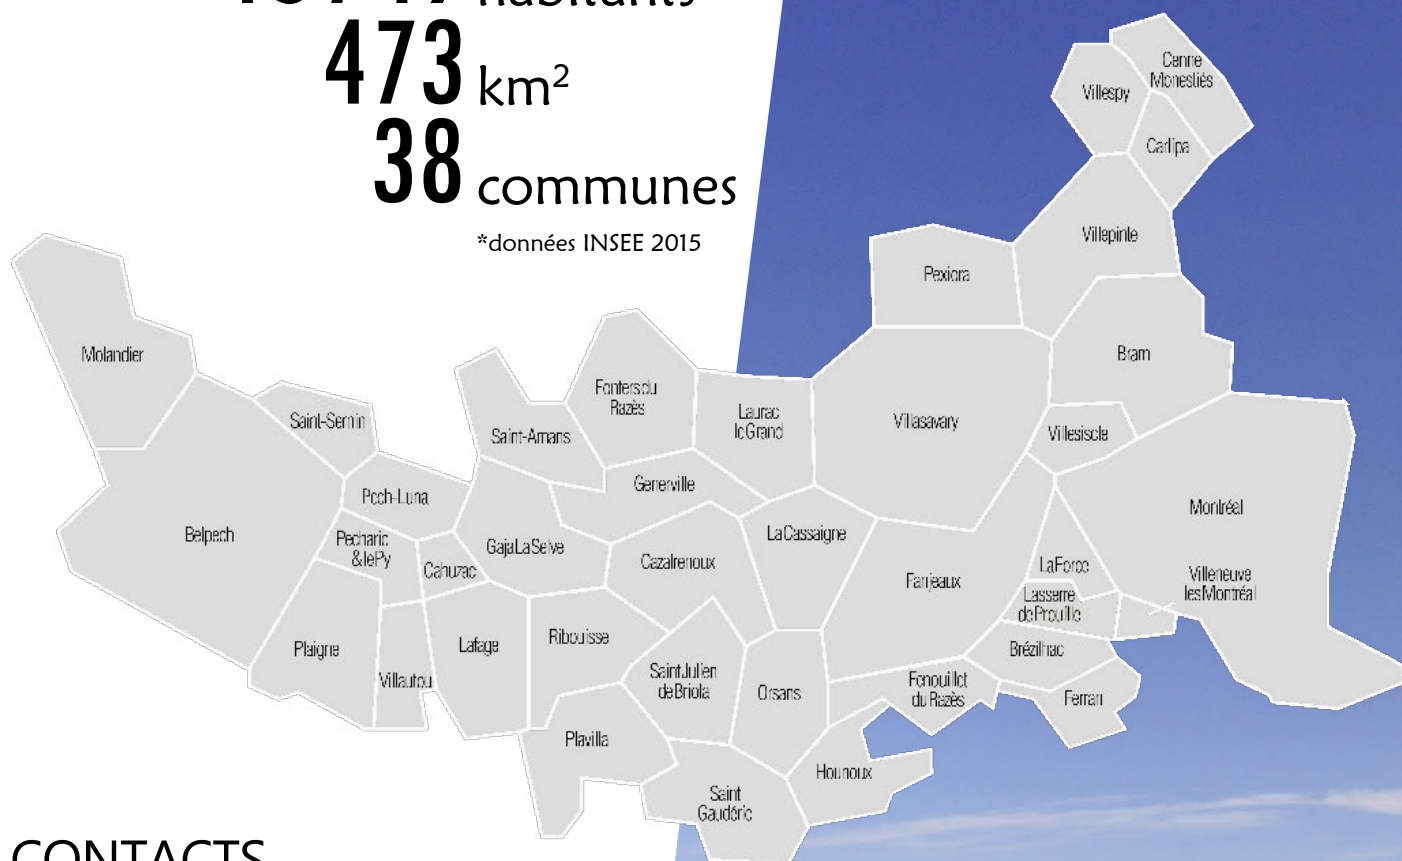 habitants
473 km²
38 communes
*données INSEE 2015
Cenne
Monestiés
Villespy
Carlipa
Villepinte
Pexiora
Bram
Molandier
Fonters du
Razès
Laurac
le Grand
Villasavary
Villesiscle
Saint-Sernin
Saint-Amans
Generville
Pech-Luna
Montréal
Belpech
Pecharic
& le Py
Gaja La Selve
La Cassaigne
Cazalrenoux
Cahuzac
Fanjeaux
La Force
Villeneuve
les Montréal
Lasserre
de Prouille
Plaigne
Lafage
Ribouisse
Brézilhac
Villautou
Saint Julien
de Briola
Orsans
Fenouillet
du Razès
Ferran
Plavilla
Hounoux
Saint
Gaudéric
CONTACTS